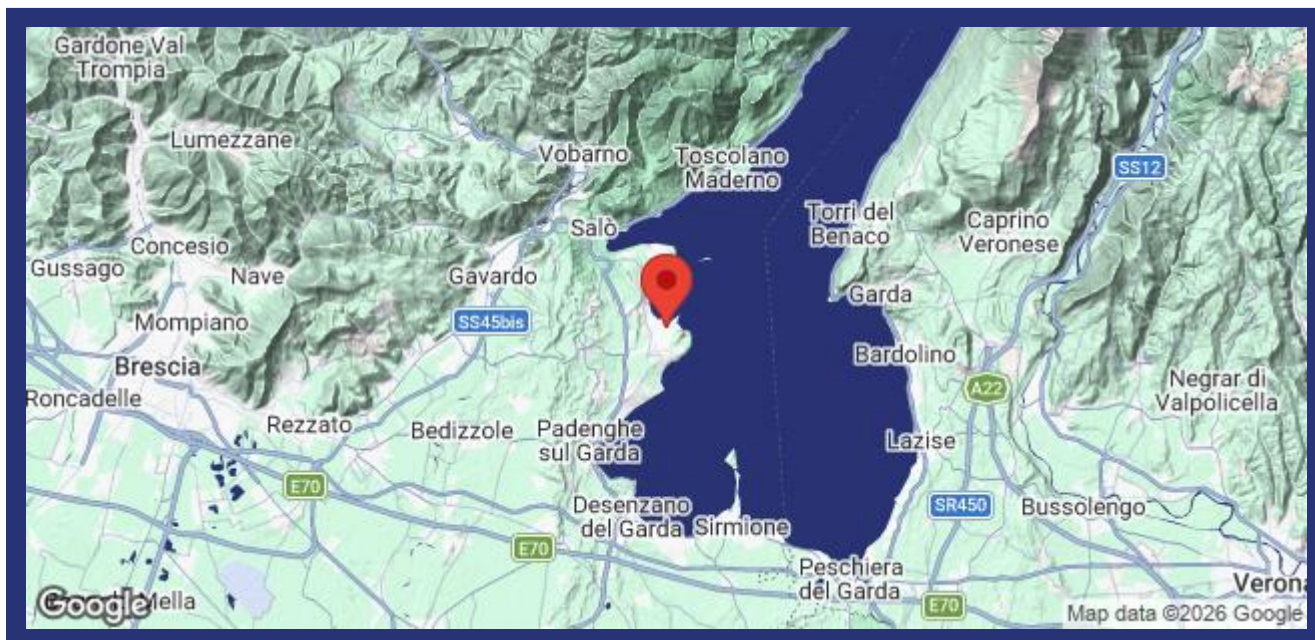 Gardone Val
Trompia
Lumezzane
Vobarno
Toscolano
Maderno
SS12
Torri del
Benaco
Caprino
Veronese
Salò
Concesio
Gussago
Nave
Gavardo
Garda
Mompiano
SS45bis
Bardolino
Brescia
A22
Negrar di
Valpolicella
Roncadelle
Rezzato
Bedizzole
Padenghe
sul Garda
Lazise
E70
Desenzano
del Garda
Sirmione
SR450
Bussolengo
E70
Peschiera
del Garda
Verona
E70
Google
Mella
Map data ©2026 Google